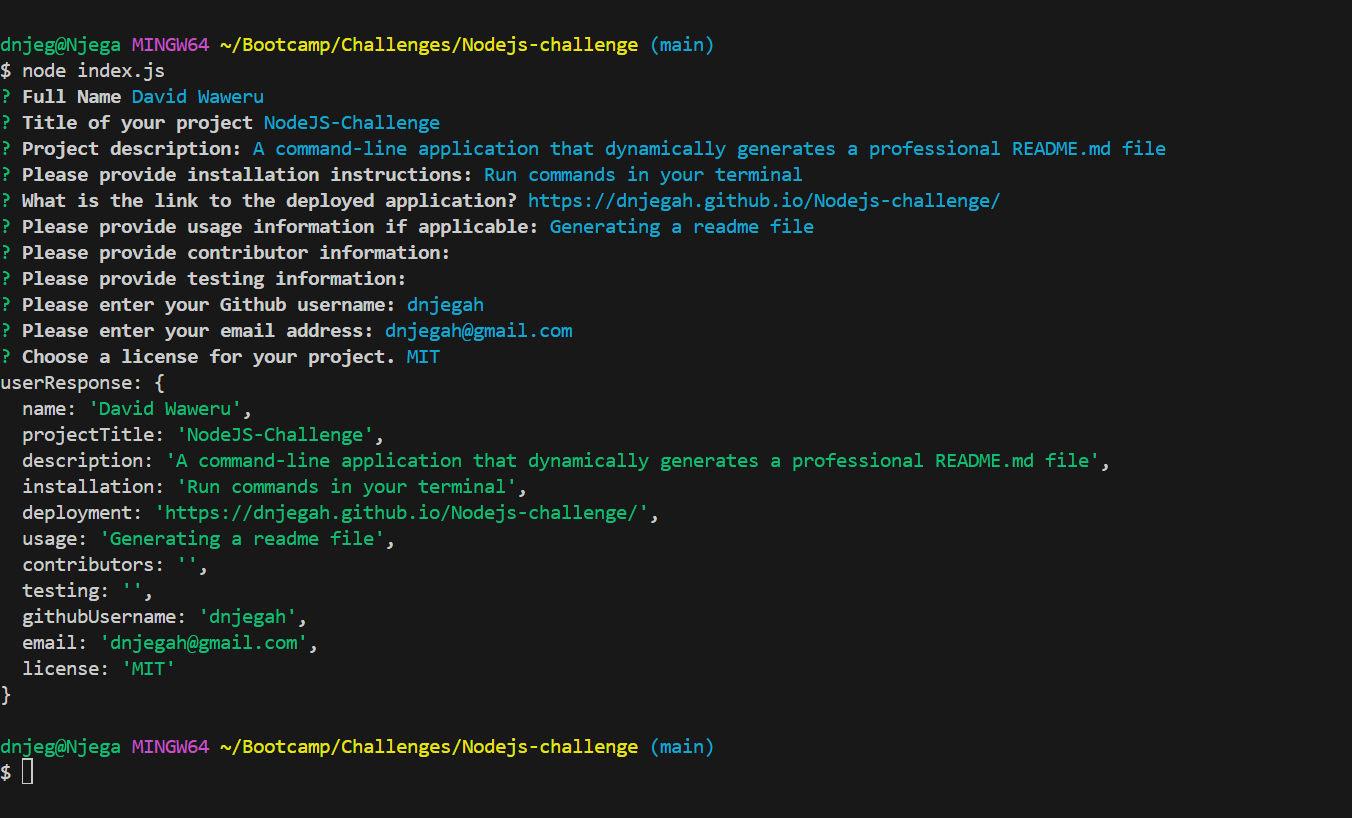 dnjeg@Njega MINGW64 ~/Bootcamp/Challenges/Nodejs-challenge (main)
$ node index.js
? Full Name David Waweru
? Title of your project NodeJS-Challenge
? Project description: A command-line application that dynamically generates a professional README.md file
? Please provide installation instructions: Run commands in your terminal
? What is the link to the deployed application? https://dnjegah.github.io/Nodejs-challenge/
? Please provide usage information if applicable: Generating a readme file
? Please provide contributor information:
? Please provide testing information:
? Please enter your Github username: dnjegah
? Please enter your email address: dnjegah@gmail.com
? Choose a license for your project. MIT
userResponse: {
  name: 'David Waweru',
  projectTitle: 'NodeJS-Challenge',
  description: 'A command-line application that dynamically generates a professional README.md file',
  installation: 'Run commands in your terminal',
  deployment: 'https://dnjegah.github.io/Nodejs-challenge/',
  usage: 'Generating a readme file',
  contributors: '',
  testing: '',
  githubUsername: 'dnjegah',
  email: 'dnjegah@gmail.com',
  license: 'MIT'
}
dnjeg@Njega MINGW64 ~/Bootcamp/Challenges/Nodejs-challenge (main)
$